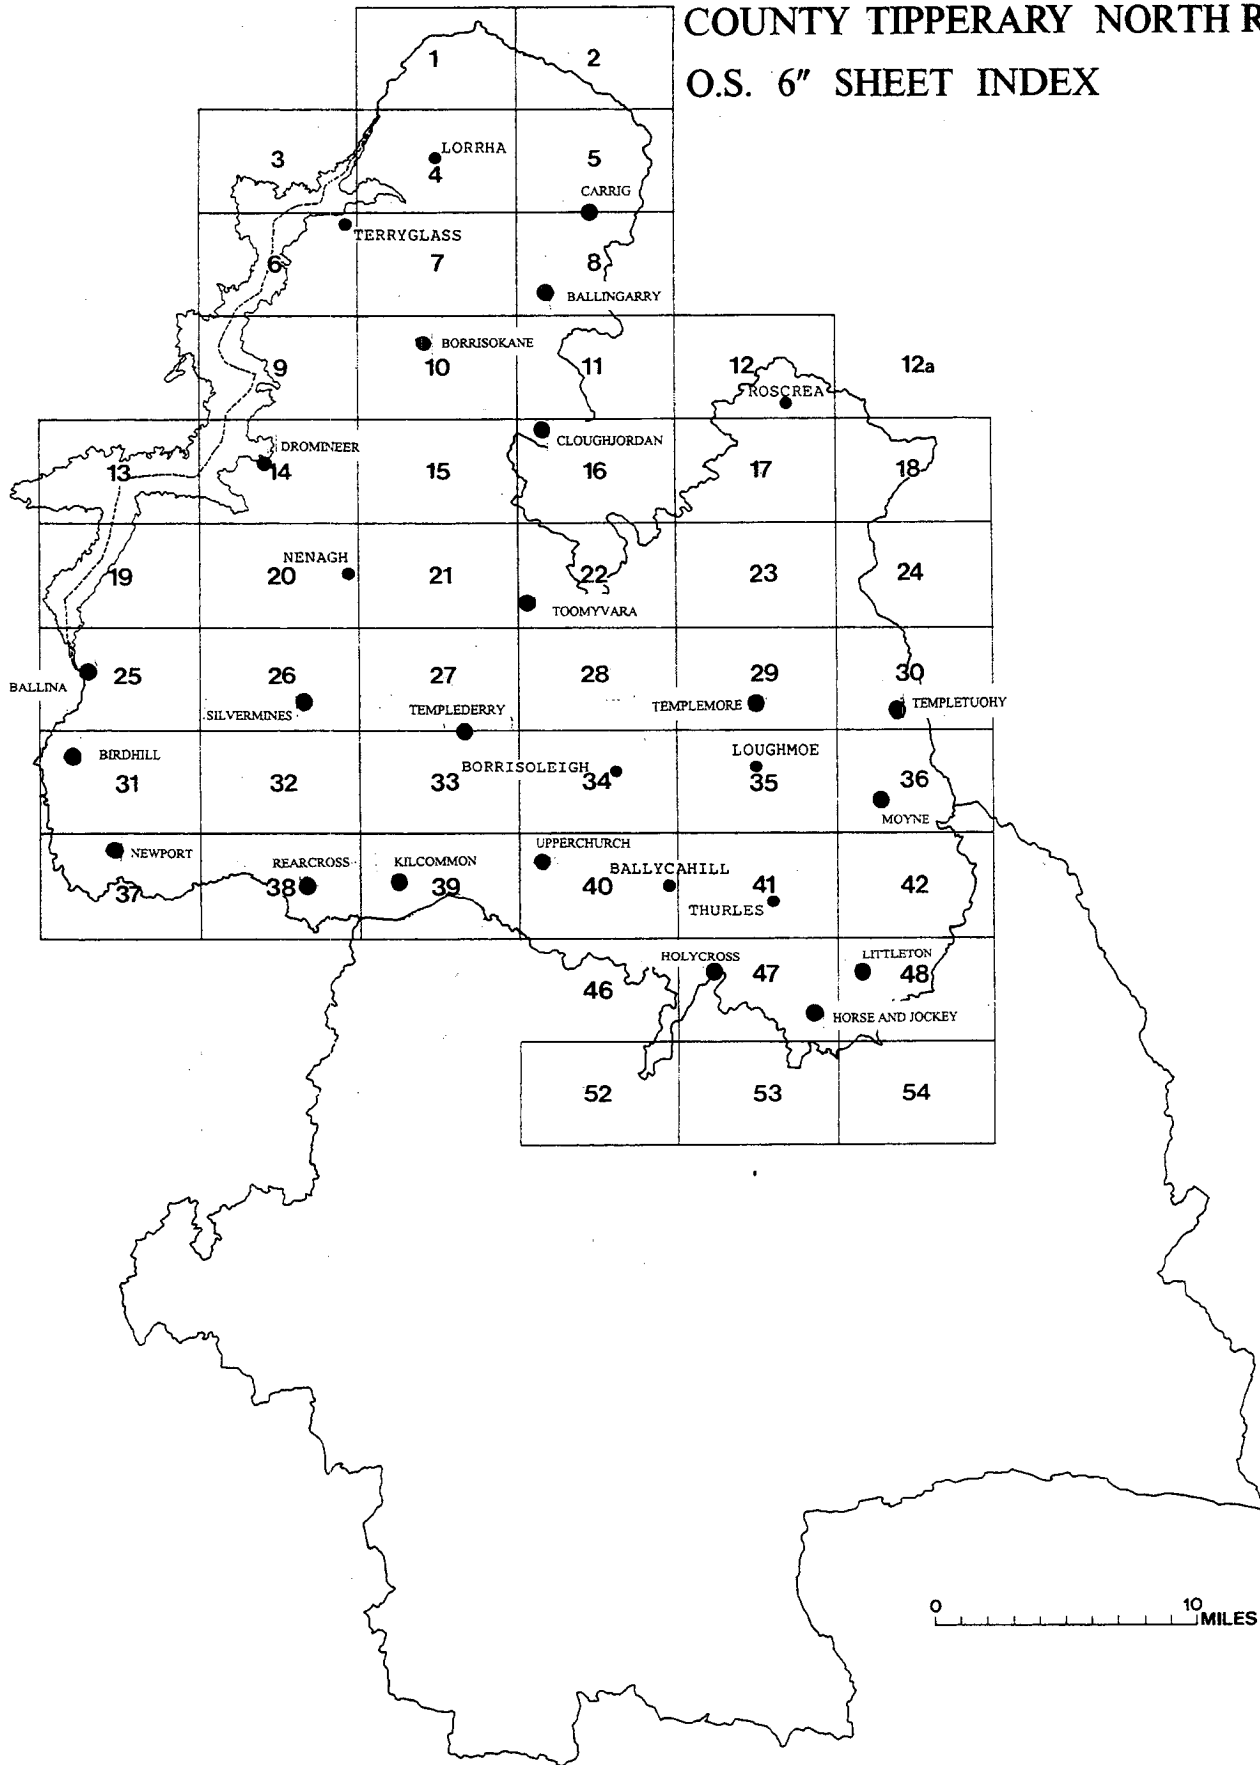 COUNTY TIPPERARY NORTH R
O.S. 6" SHEET INDEX
1
2
3
LORRHA
4
5
CARRIG
TERRYGLASS
6
7
8
BALLINGARRY
9
BORRISOKANE
10
11
12
12a
ROSCREA
13
DROMINEER
14
15
CLOUGHJORDAN
16
17
18
19
NENAGH
20
21
22
TOOMYVARA
23
24
BALLINA
25
26
SILVERMINES
27
TEMPLEDERRY
28
29
TEMPLEMORE
30
TEMPLETUOHY
BIRDHILL
31
32
33
BORRISOLEIGH
34
LOUGHMOE
35
36
MOYNE
NEWPORT
37
REARCROSS
38
KILCOMMON
39
UPPERCHURCH
40
BALLYCAHILL
41
THURLES
42
46
HOLYCROSS
47
LITTLETON
48
HORSE AND JOCKEY
52
53
54
0
10
MILES